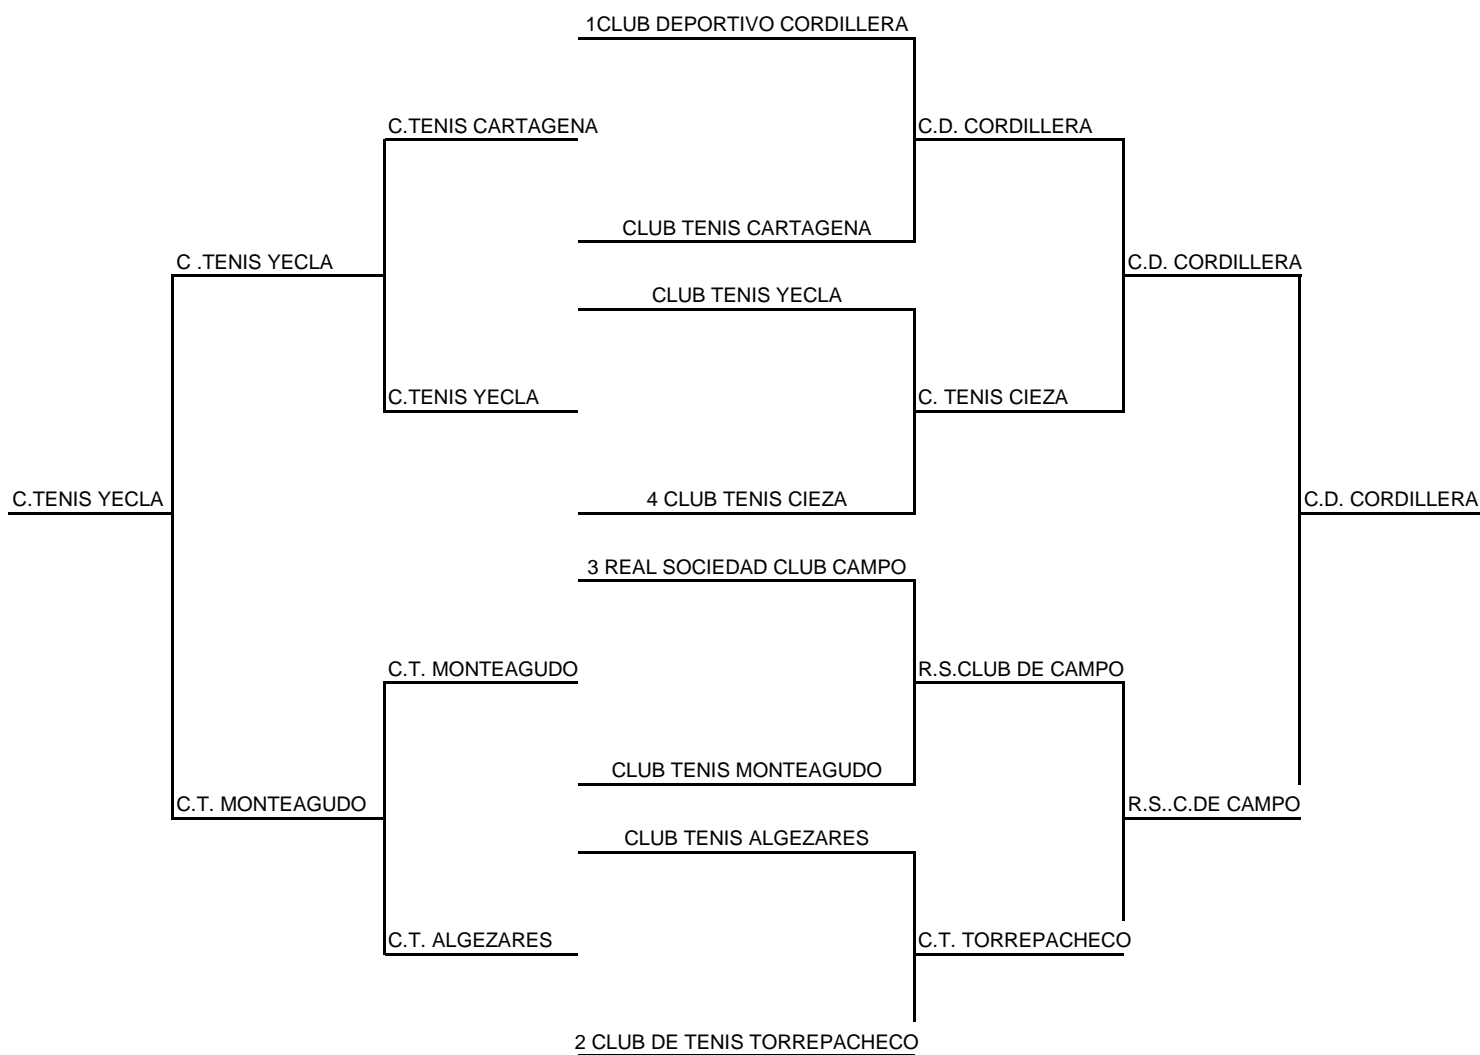 1CLUB DEPORTIVO CORDILLERA
C.TENIS CARTAGENA
C.D. CORDILLERA
CLUB TENIS CARTAGENA
C .TENIS YECLA
C.D. CORDILLERA
CLUB TENIS YECLA
C.TENIS YECLA
C. TENIS CIEZA
C.TENIS YECLA
4 CLUB TENIS CIEZA
C.D. CORDILLERA
3 REAL SOCIEDAD CLUB CAMPO
C.T. MONTEAGUDO
R.S.CLUB DE CAMPO
CLUB TENIS MONTEAGUDO
C.T. MONTEAGUDO
R.S..C.DE CAMPO
CLUB TENIS ALGEZARES
C.T. ALGEZARES
C.T. TORREPACHECO
2 CLUB DE TENIS TORREPACHECO